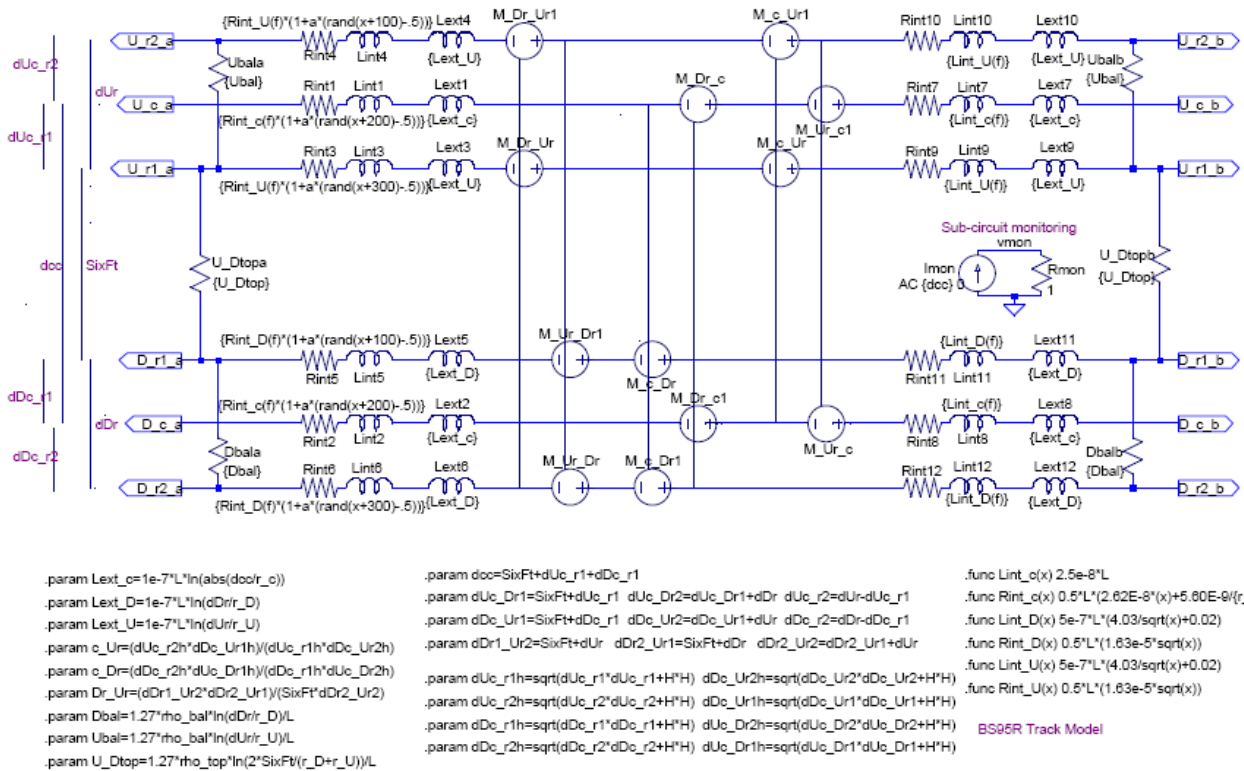 M_Dr_Ur1
M_c_Ur1
{Rint_U(f)*(1+a*(rand(x+100)-.5))}
Lext4
Rint10
Lint10
Lext10
U_r2_a
U_r2_b
Rint4
Lint4
{Lext_U}
{Lint_U(f)}
{Lext_U}
dUc_r2
Ubala
{Ubal}
Ubalb
{Ubal}
dUr
Rint1
Lint1
Lext1
M_Dr_c
Rint7
Lint7
Lext7
U_c_a
U_c_b
{Rint_c(f)*(1+a*(rand(x+200)-.5))}
{Lext_c}
M_Ur_c1
{Lint_c(f)}
{Lext_c}
dUc_r1
M_Dr_Ur
M_c_Ur
Rint3
Lint3
Lext3
Rint9
Lint9
Lext9
U_r1_a
U_r1_b
{Rint_U(f)*(1+a*(rand(x+300)-.5))}
{Lext_U}
{Lint_U(f)}
{Lext_U}
Sub-circuit monitoring
vmon
dcc
SixFt
U_Dtopa
{U_Dtop}
Imon
AC {dcc} 0
Rmon
1
U_Dtopb
{U_Dtop}
{Rint_D(f)*(1+a*(rand(x+100)-.5))}
Lext5
M_Ur_Dr1
{Lint_D(f)}
Lext11
D_r1_a
D_r1_b
Rint5
Lint5
{Lext_D}
M_c_Dr
Rint11
Lint11
{Lext_D}
dDc_r1
{Rint_c(f)*(1+a*(rand(x+200)-.5))}
Lext2
M_Dr_c1
{Lint_c(f)}
Lext8
dDr
D_c_a
D_c_b
Rint2
Lint2
{Lext_c}
M_Ur_c
Rint8
Lint8
{Lext_c}
dDc_r2
Dbala
{Dbal}
Dbalb
{Dbal}
Rint6
Lint6
Lext6
M_Ur_Dr
M_c_Dr1
Rint12
Lint12
Lext12
D_r2_a
D_r2_b
{Rint_D(f)*(1+a*(rand(x+300)-.5))}
{Lext_D}
{Lint_D(f)}
{Lext_D}
.param Lext_c=1e-7*L*ln(abs(dcc/r_c))
.param Lext_D=1e-7*L*ln(dDr/r_D)
.param Lext_U=1e-7*L*ln(dUr/r_U)
.param c_Ur=(dUc_r2h*dDc_Ur1h)/(dUc_r1h*dDc_Ur2h)
.param c_Dr=(dDc_r2h*dUc_Dr1h)/(dDc_r1h*dUc_Dr2h)
.param Dr_Ur=(dDr1_Ur2*dDr2_Ur1)/(SixFt*dDr2_Ur2)
.param Dbal=1.27*rho_bal*ln(dDr/r_D)/L
.param Ubal=1.27*rho_bal*ln(dUr/r_U)/L
.param U_Dtop=1.27*rho_top*ln(2*SixFt/(r_D+r_U))/L
.param dcc=SixFt+dUc_r1+dDc_r1
.param dUc_Dr1=SixFt+dUc_r1 dUc_Dr2=dUc_Dr1+dDr dUc_r2=dUr-dUc_r1
.param dDc_Ur1=SixFt+dDc_r1 dDc_Ur2=dDc_Ur1+dUr dDc_r2=dDr-dDc_r1
.param dDr1_Ur2=SixFt+dUr dDr2_Ur1=SixFt+dDr dDr2_Ur2=dDr2_Ur1+dUr
.param dUc_r1h=sqrt(dUc_r1*dUc_r1+H*H) dDc_Ur2h=sqrt(dDc_Ur2*dDc_Ur2+H*H)
.param dUc_r2h=sqrt(dUc_r2*dUc_r2+H*H) dDc_Ur1h=sqrt(dDc_Ur1*dDc_Ur1+H*H)
.param dDc_r1h=sqrt(dDc_r1*dDc_r1+H*H) dUc_Dr2h=sqrt(dUc_Dr2*dUc_Dr2+H*H)
.param dDc_r2h=sqrt(dDc_r2*dDc_r2+H*H) dUc_Dr1h=sqrt(dUc_Dr1*dUc_Dr1+H*H)
.func Lint_c(x) 2.5e-8*L
.func Rint_c(x) 0.5*L*(2.62E-8*(x)+5.60E-9/{r_
.func Lint_D(x) 5e-7*L*(4.03/sqrt(x)+0.02)
.func Rint_D(x) 0.5*L*(1.63e-5*sqrt(x))
.func Lint_U(x) 5e-7*L*(4.03/sqrt(x)+0.02)
.func Rint_U(x) 0.5*L*(1.63e-5*sqrt(x))
BS95R Track Model